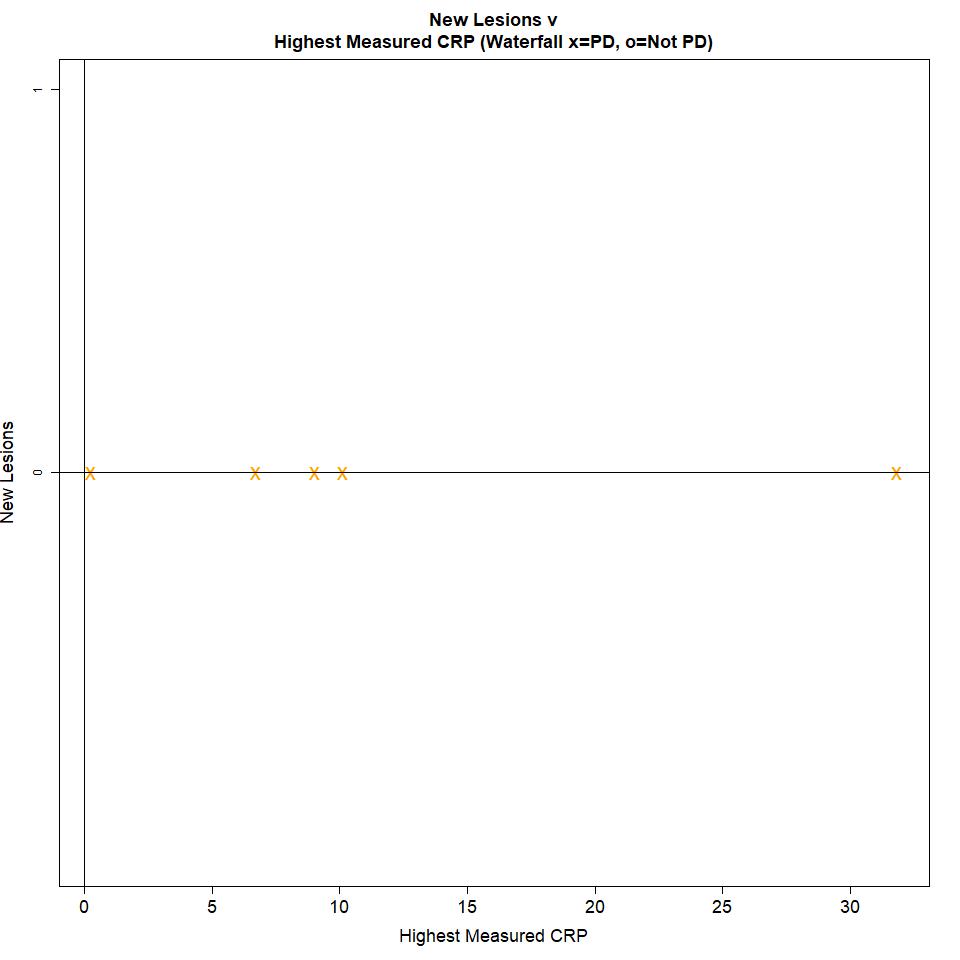 New Lesions v
Highest Measured CRP (Waterfall x=PD, o=Not PD)
1
0
New Lesions
x x x x x
0 5 10 15 20 25 30
Highest Measured CRP